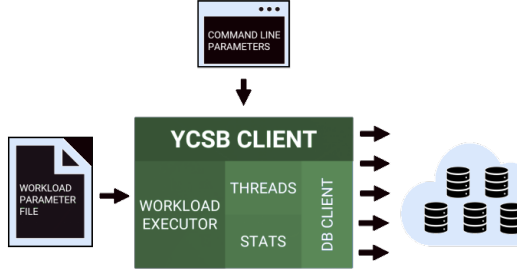 COMMAND LINE
PARAMETERS
YCSB CLIENT
WORKLOAD
PARAMETER
FILE
WORKLOAD
EXECUTOR
THREADS
STATS
DB CLIENT